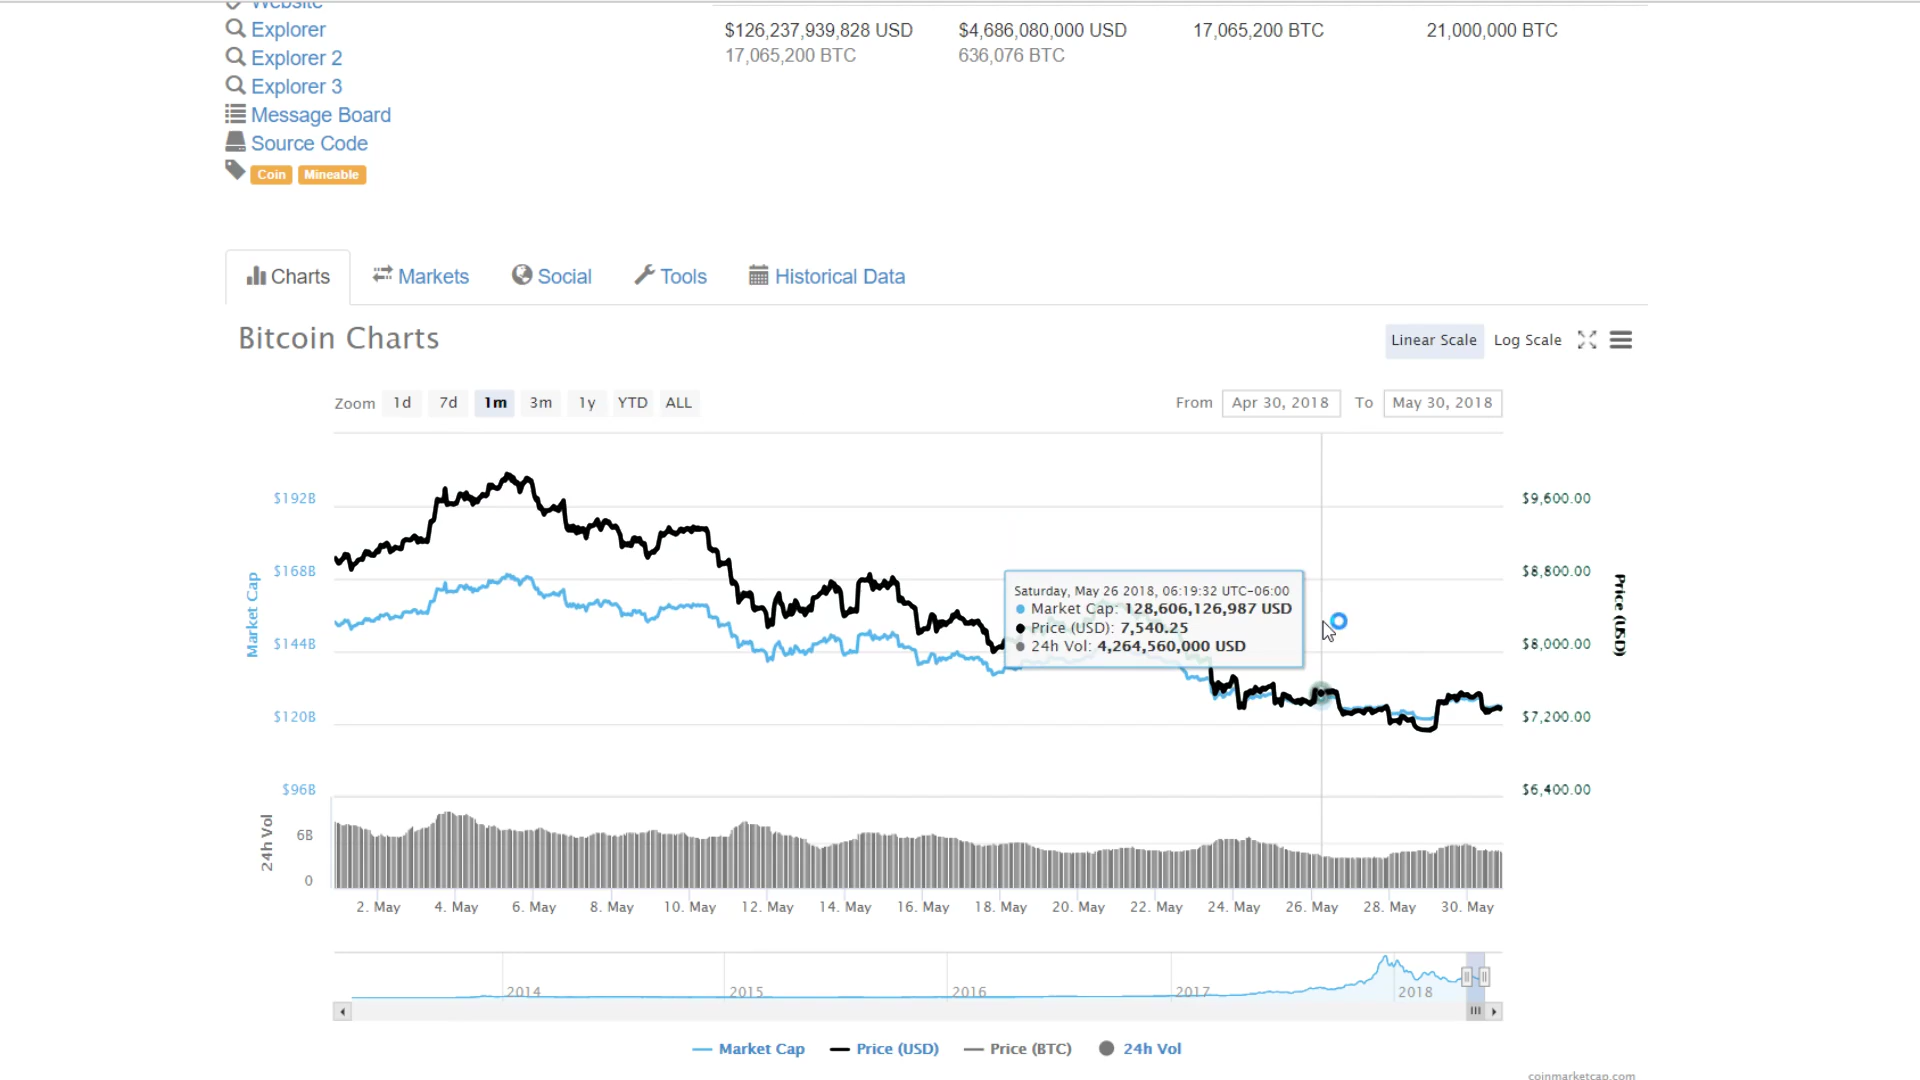 Website
$126,237,939,828 USD $4,686,080,000 USD 17,065,200 BTC 21,000,000 BTC
17,065,200 BTC 636,076 BTC
Explorer
Explorer 2
Explorer 3
Message Board
Source Code
Coin Mineable
Charts Markets Social Tools Historical Data
Bitcoin Charts
Linear Scale Log Scale
Zoom 1d 7d 1m 3m 1y YTD ALL
From Apr 30, 2018 To May 30, 2018
$192B $9,600.00
$168B $8,800.00
Market Cap
Price (USD)
Saturday, May 26 2018, 06:19:32 UTC-06:00
Market Cap: 128,606,126,987 USD
Price (USD): 7,540.25
24h Vol: 4,264,560,000 USD
$144B $8,000.00
$120B $7,200.00
$96B $6,400.00
24h Vol
6B
0
2. May 4. May 6. May 8. May 10. May 12. May 14. May 16. May 18. May 20. May 22. May 24. May 26. May 28. May 30. May
2014 2015 2016 2017 2018
Market Cap Price (USD) Price (BTC) 24h Vol
coinmarketcap.com